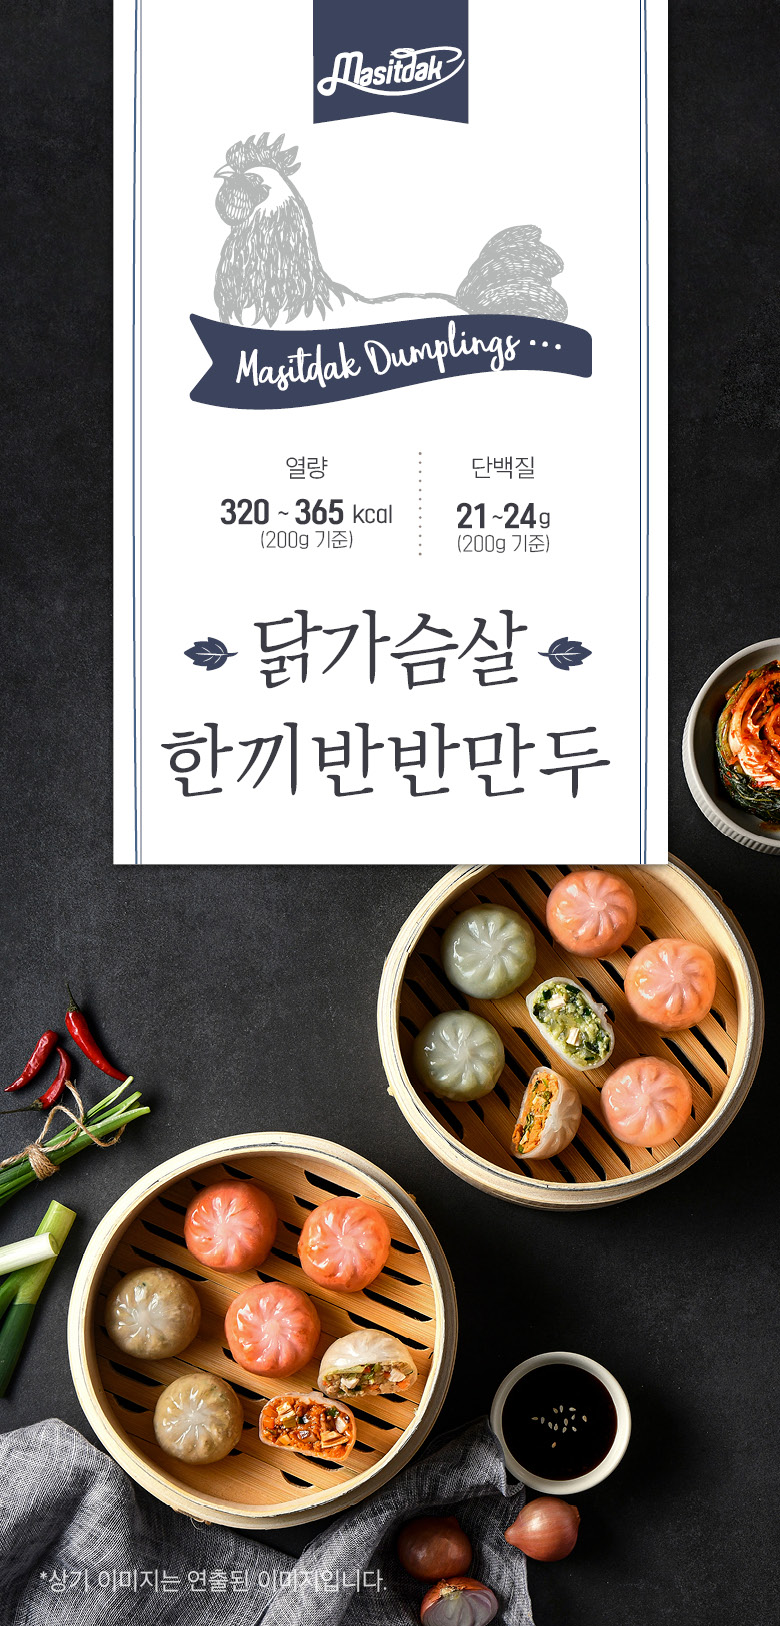 Masitdak
Masitdak Dumplings ...
열량
320 ~ 365 kcal
(200g 기준)
단백질
21~24g
(200g 기준)
닭가슴살
한끼반반만두
*상기 이미지는 연출된 이미지입니다.